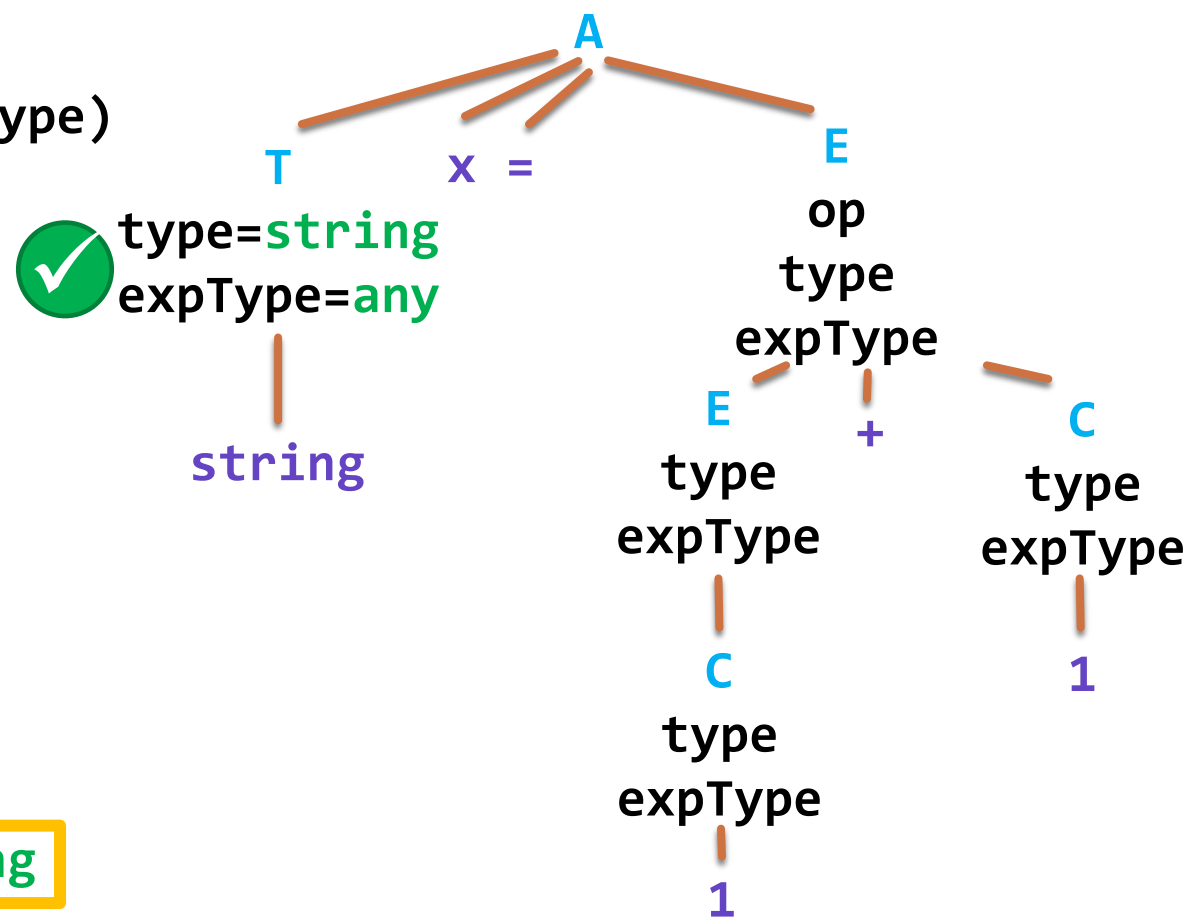 A
ype)
T x = E
type=string
expType=any
op
type
expType
string
E + C
type
expType
type
expType
C
type
expType
1
1
g